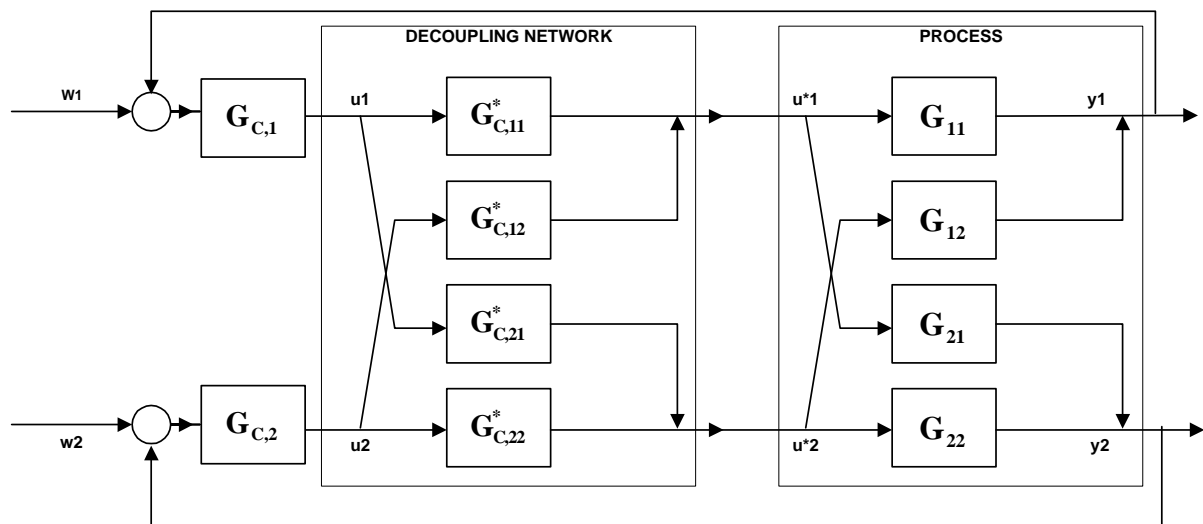 DECOUPLING NETWORK
PROCESS
W1
G_{C,1}
u1
G^{*}_{C,11}
u*1
G_{11}
y1
G^{*}_{C,12}
G_{12}
G^{*}_{C,21}
G_{21}
w2
G_{C,2}
u2
G^{*}_{C,22}
u*2
G_{22}
y2